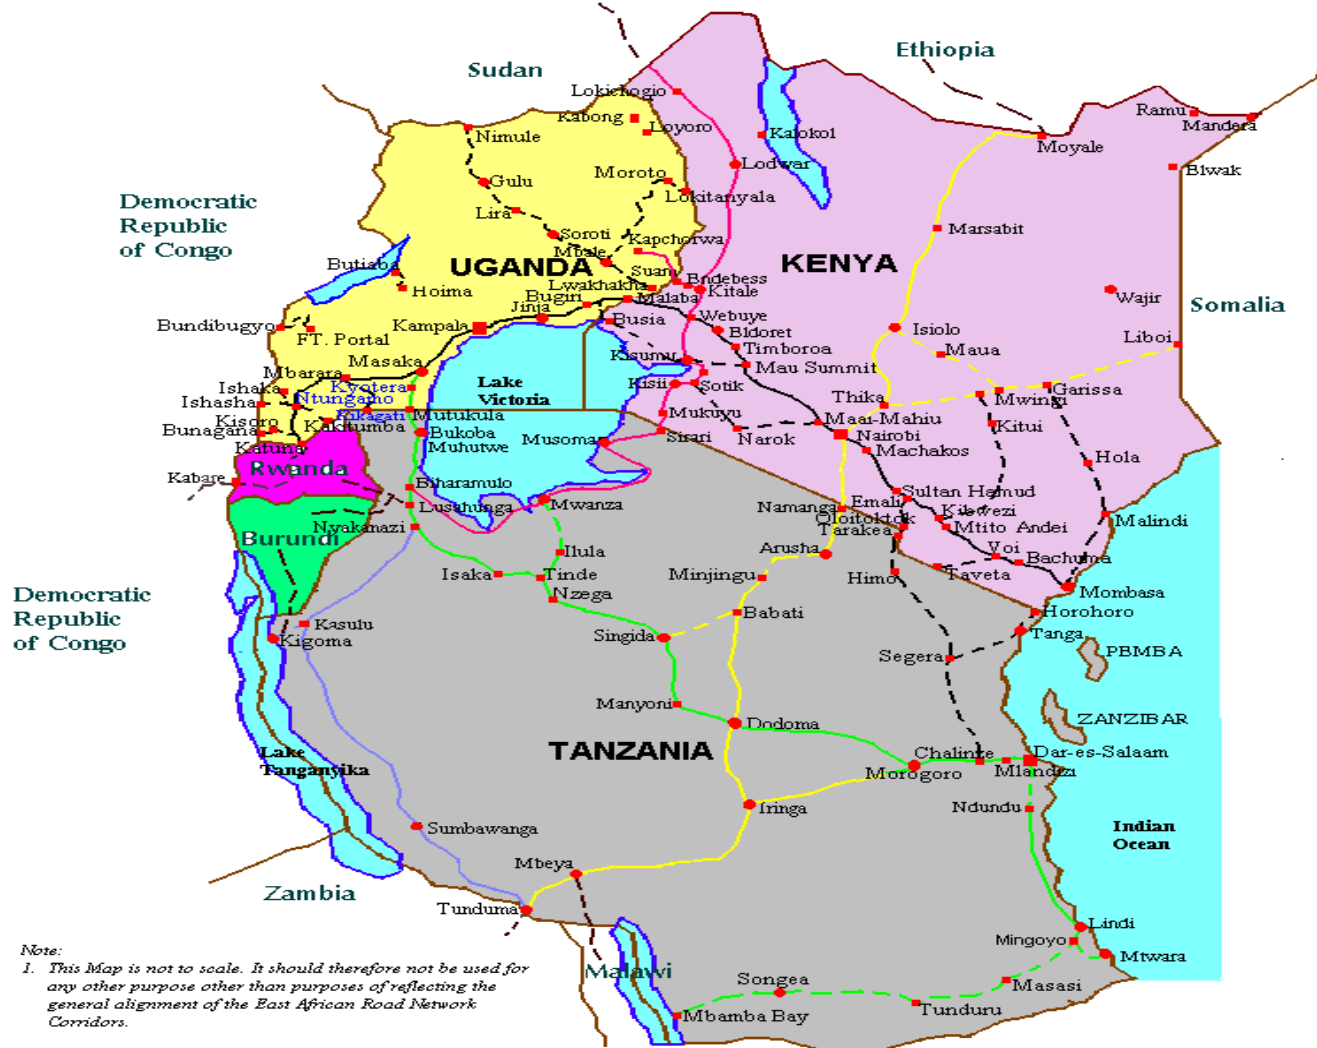 Ethiopia
Sudan
Lokichogio
Kabong
Loyoro
Kalokol
Ramu
Mandera
Nimule
Moyale
Lodwar
Moroto
Blwak
Gulu
Lokitanyala
Democratic
Republic
of Congo
Lira
Soroti
Kapchorwa
Marsabit
Mbale
UGANDA
KENYA
Butiaba
Suam
Endebess
Hoima
Lwakhakha
Kitale
Wajir
Somalia
Bugiri
Malaba
Jinja
Bundibugyo
Kampala
Busia
Webuye
FT. Portal
Eldoret
Isiolo
Liboi
Timboroa
Maua
Masaka
Kisumu
Mau Summit
Mbarara
Lake
Victoria
Ishaka
Kyotera
Kisii
Sotik
Garissa
Ishasha
Ntungamo
Thika
Mwingi
Kisoro
Kikagati
Mutukula
Mukuyu
Maai-Mahiu
Bunagana
Kakitumba
Bukoba
Sirari
Narok
Nairobi
Kitui
Katuna
Muhutwe
Musoma
Machakos
Rwanda
Hola
Kabare
Biharamulo
Sultan Hamud
Lusahunga
Mwanza
Namanga
Emali
Kibwezi
Oloitoktok
Malindi
Nyakanazi
Mtito Andei
Tarakea
Burundi
Ilula
Arusha
Voi
Bachuma
Isaka
Tinde
Minjingu
Himo
Taveta
Mombasa
Democratic
Republic
of Congo
Nzega
Babati
Horohoro
Kasulu
Singida
Tanga
Kigoma
Segera
PBMBA
Manyoni
Dodoma
ZANZIBAR
Lake
Tanganyika
TANZANIA
Chalinze
Dar-es-Salaam
Morogoro
Mlandizi
Iringa
Ndundu
Sumbawanga
Indian
Ocean
Mbeya
Zambia
Tunduma
Lindi
Mingoyo
Mtwara
Malawi
Songea
Masasi
Mbamba Bay
Tunduru
Note:
1. This Map is not to scale. It should therefore not be used for
any other purpose other than purposes of reflecting the
general alignment of the East African Road Network
Corridors.